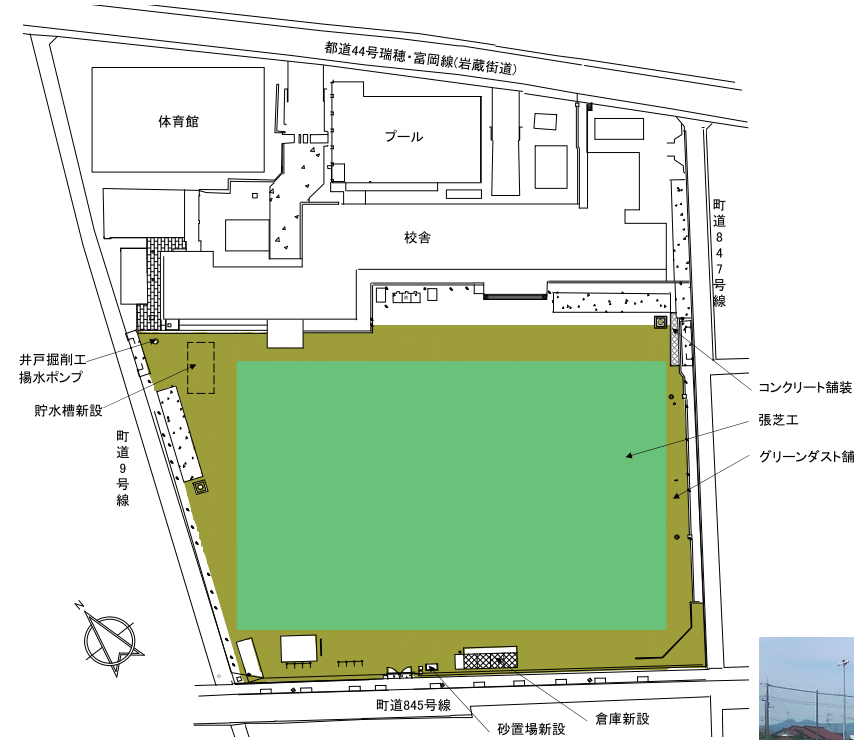 都道44号瑞穂・富岡線(岩蔵街道)
体育館
プール
校舎
町道847号線
井戸掘削工
揚水ポンプ
貯水槽新設
町道9号線
コンクリート舗装
張芝工
グリーンダスト舗
N
町道845号線
砂置場新設
倉庫新設